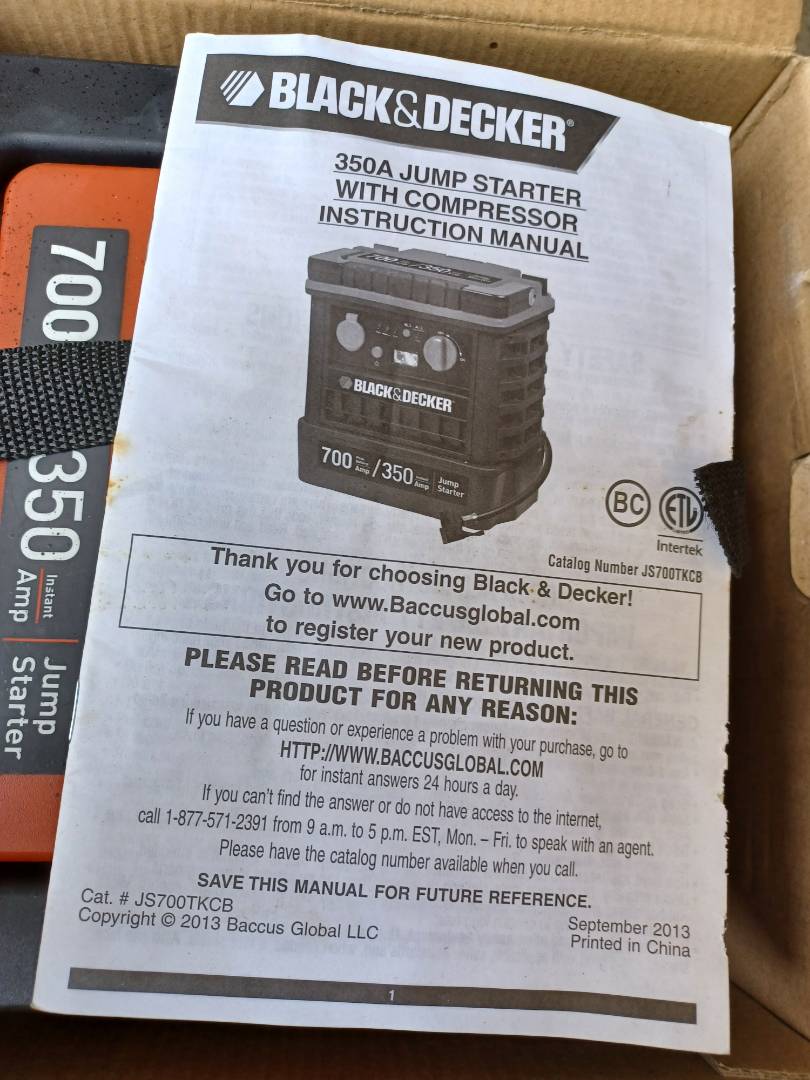 BLACK&DECKER®
350A JUMP STARTER
WITH COMPRESSOR
INSTRUCTION MANUAL
700 /350
BLACK&DECKER
700 Amp /350 Amp Jump Starter
BC
ETL
Intertek
Catalog Number JS700TKCB
Thank you for choosing Black & Decker!
Go to www.Baccusglobal.com
to register your new product.
PLEASE READ BEFORE RETURNING THIS
PRODUCT FOR ANY REASON:
If you have a question or experience a problem with your purchase, go to
HTTP://WWW.BACCUSGLOBAL.COM
for instant answers 24 hours a day.
If you can't find the answer or do not have access to the internet,
call 1-877-571-2391 from 9 a.m. to 5 p.m. EST, Mon. – Fri. to speak with an agent.
Please have the catalog number available when you call.
SAVE THIS MANUAL FOR FUTURE REFERENCE.
Cat. # JS700TKCB
Copyright © 2013 Baccus Global LLC
September 2013
Printed in China
1
700
350 Instant Amp
Jump Starter